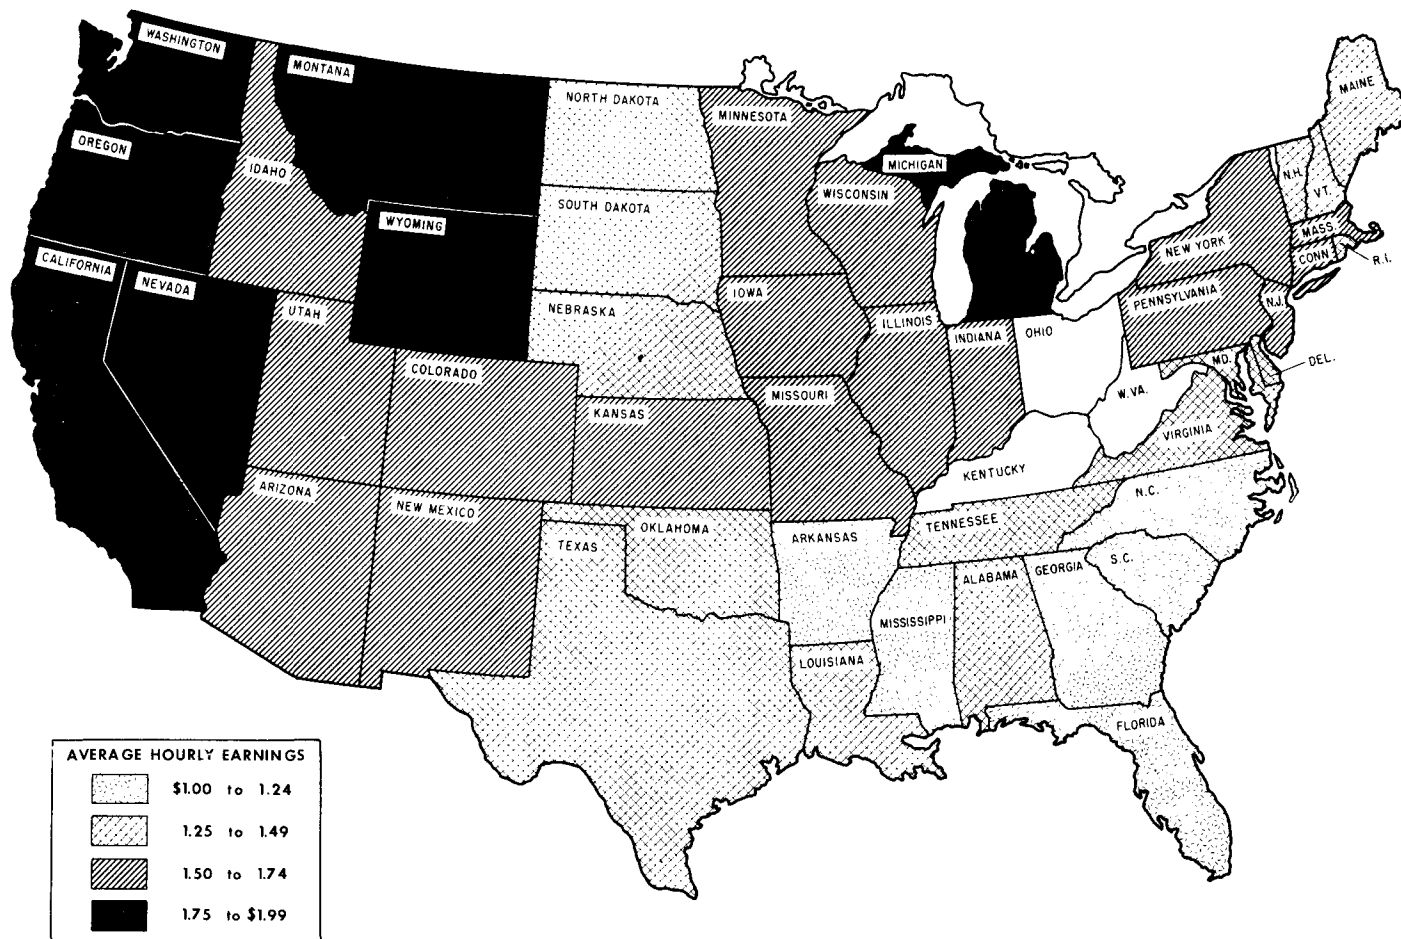 WASHINGTON
MONTANA
NORTH DAKOTA
MINNESOTA
MAINE
OREGON
IDAHO
MICHIGAN
WISCONSIN
N.H.
VT.
SOUTH DAKOTA
WYOMING
MASS.
NEW YORK
CONN.
R.I.
CALIFORNIA
NEVADA
UTAH
NEBRASKA
IOWA
ILLINOIS
INDIANA
OHIO
PENNSYLVANIA
N.J.
MD.
DEL.
COLORADO
KANSAS
MISSOURI
W.VA.
VIRGINIA
KENTUCKY
ARIZONA
NEW MEXICO
OKLAHOMA
TEXAS
ARKANSAS
TENNESSEE
N.C.
S.C.
MISSISSIPPI
ALABAMA
GEORGIA
LOUISIANA
FLORIDA
AVERAGE HOURLY EARNINGS
$1.00 to 1.24
1.25 to 1.49
1.50 to 1.74
1.75 to $1.99